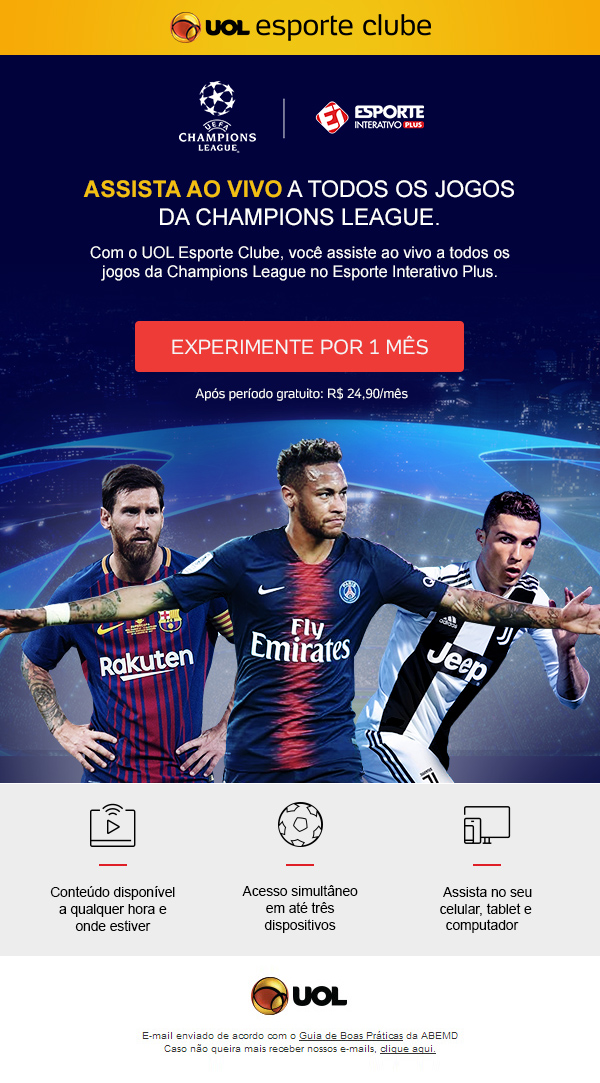 UOL esporte clube
UEFA
CHAMPIONS
LEAGUE
EI ESPORTE
INTERATIVO PLUS
ASSISTA AO VIVO A TODOS OS JOGOS
DA CHAMPIONS LEAGUE.
Com o UOL Esporte Clube, você assiste ao vivo a todos os
jogos da Champions League no Esporte Interativo Plus.
EXPERIMENTE POR 1 MÊS
Após período gratuito: R$ 24,90/mês
Rakuten
Fly
Emirates
Jeep
Conteúdo disponível
a qualquer hora e
onde estiver
Acesso simultâneo
em até três
dispositivos
Assista no seu
celular, tablet e
computador
UOL
E-mail enviado de acordo com o Guia de Boas Práticas da ABEMD
Caso não queira mais receber nossos e-mails, clique aqui.